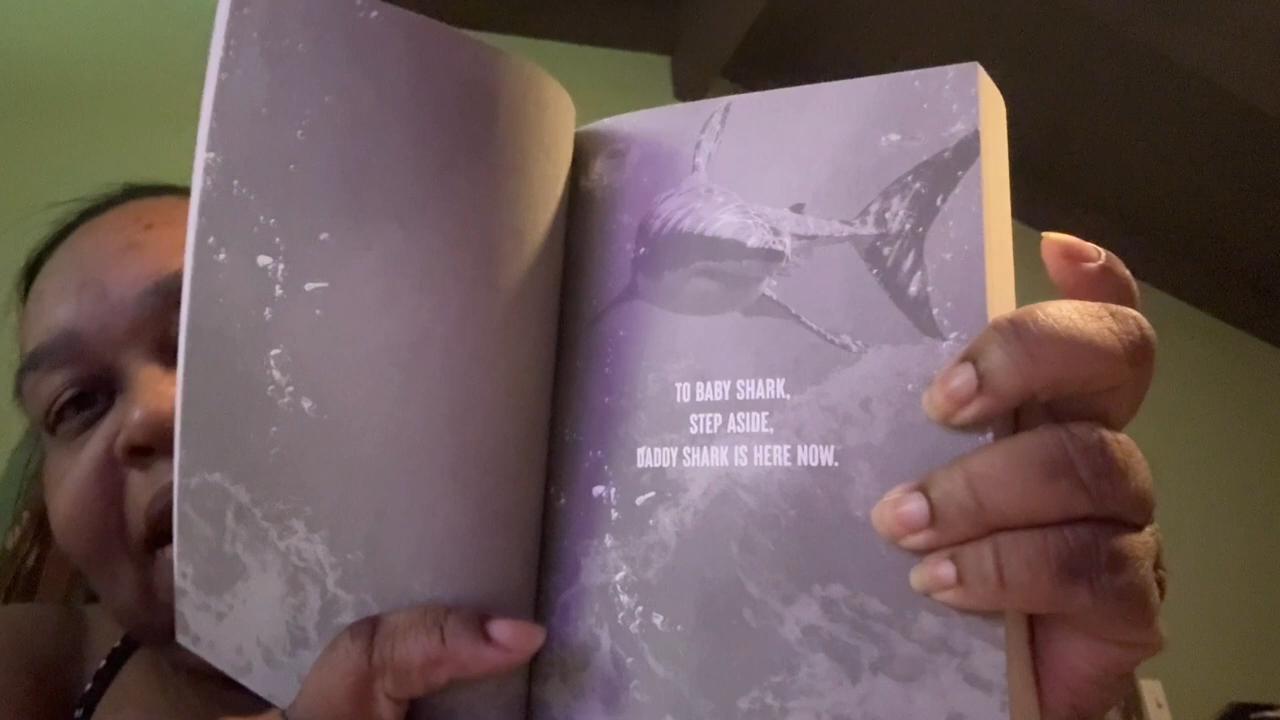 TO BABY SHARK,
STEP ASIDE,
DADDY SHARK IS HERE NOW.